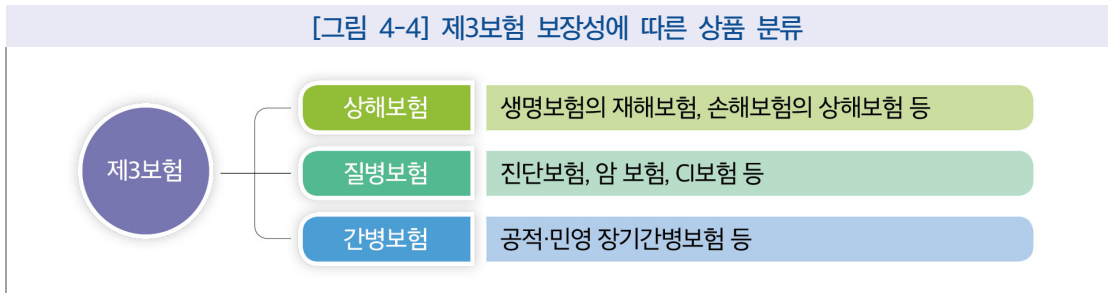 [그림 4-4] 제3보험 보장성에 따른 상품 분류
제3보험
상해보험 생명보험의 재해보험, 손해보험의 상해보험 등
질병보험 진단보험, 암 보험, CI보험 등
간병보험 공적·민영 장기간병보험 등